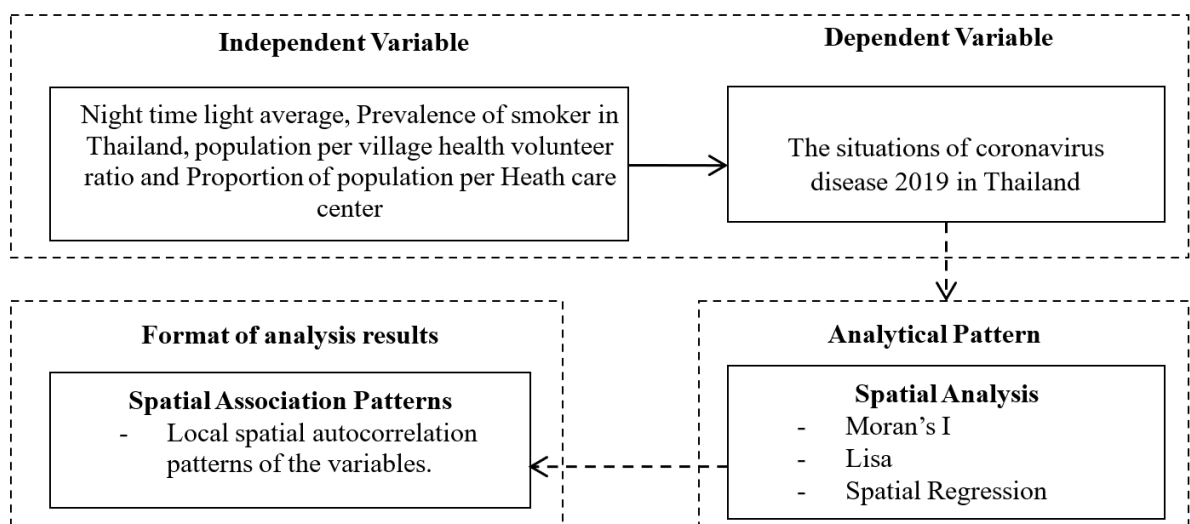 Independent Variable
Night time light average, Prevalence of smoker in
Thailand, population per village health volunteer
ratio and Proportion of population per Heath care
center
Dependent Variable
The situations of coronavirus
disease 2019 in Thailand
Analytical Pattern
Spatial Analysis
- Moran’s I
- Lisa
- Spatial Regression
Format of analysis results
Spatial Association Patterns
- Local spatial autocorrelation
patterns of the variables.